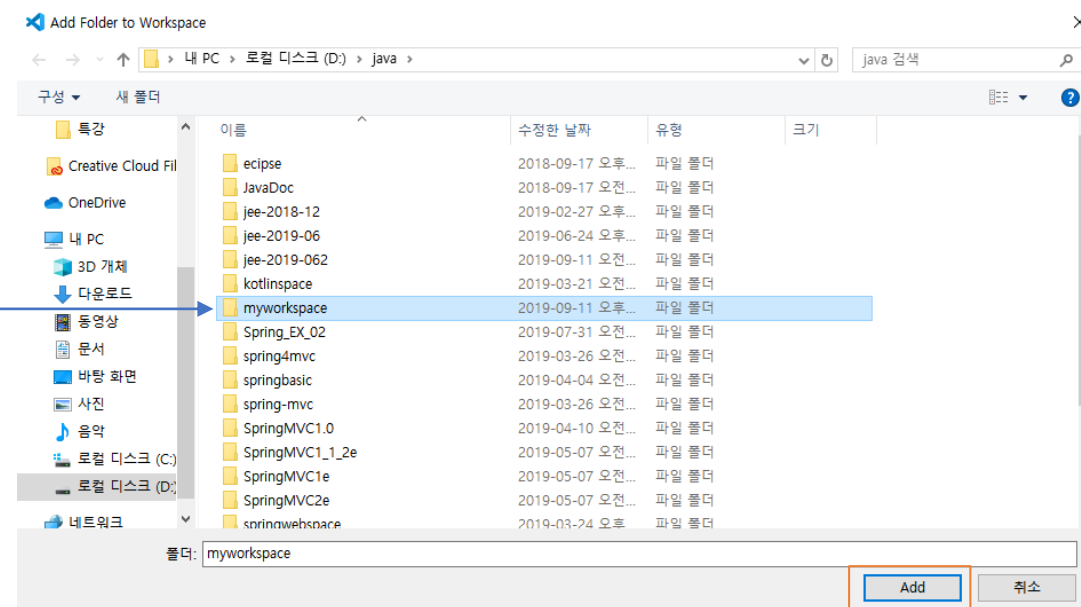 Add Folder to Workspace
내 PC > 로컬 디스크 (D:) > java >
java 검색
구성
새 폴더
특강
Creative Cloud Fil
OneDrive
내 PC
3D 개체
다운로드
동영상
문서
바탕 화면
사진
음악
로컬 디스크 (C:)
로컬 디스크 (D:)
네트워크
이름 수정한 날짜 유형 크기
ecipse 2018-09-17 오후... 파일 폴더
JavaDoc 2018-09-17 오전... 파일 폴더
jee-2018-12 2019-02-27 오후... 파일 폴더
jee-2019-06 2019-06-24 오후... 파일 폴더
jee-2019-062 2019-09-11 오전... 파일 폴더
kotlinspace 2019-03-21 오전... 파일 폴더
myworkspace 2019-09-11 오후... 파일 폴더
Spring_EX_02 2019-07-31 오전... 파일 폴더
spring4mvc 2019-03-26 오전... 파일 폴더
springbasic 2019-04-04 오전... 파일 폴더
spring-mvc 2019-03-26 오전... 파일 폴더
SpringMVC1.0 2019-04-10 오전... 파일 폴더
SpringMVC1_1_2e 2019-05-07 오전... 파일 폴더
SpringMVC1e 2019-05-07 오전... 파일 폴더
SpringMVC2e 2019-05-07 오전... 파일 폴더
springwebspace 2019-03-24 오후 파일 폴더
폴더: myworkspace
Add
취소